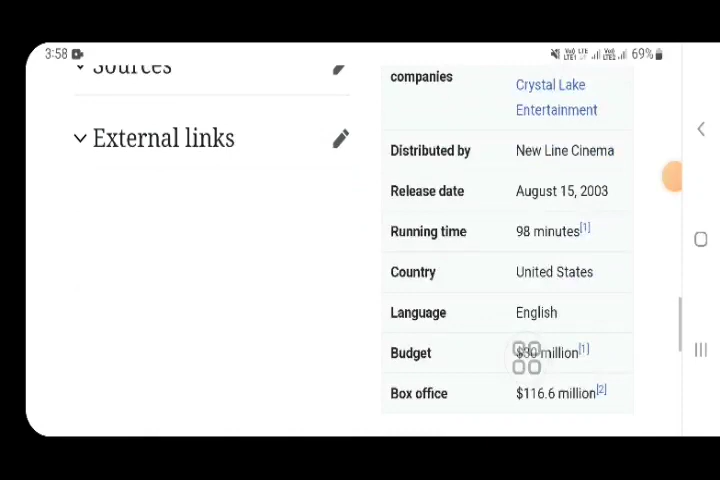 3:58
69%
Sources
External links
companies
Crystal Lake
Entertainment
Distributed by New Line Cinema
Release date August 15, 2003
Running time 98 minutes[1]
Country United States
Language English
Budget $30 million[1]
Box office $116.6 million[2]